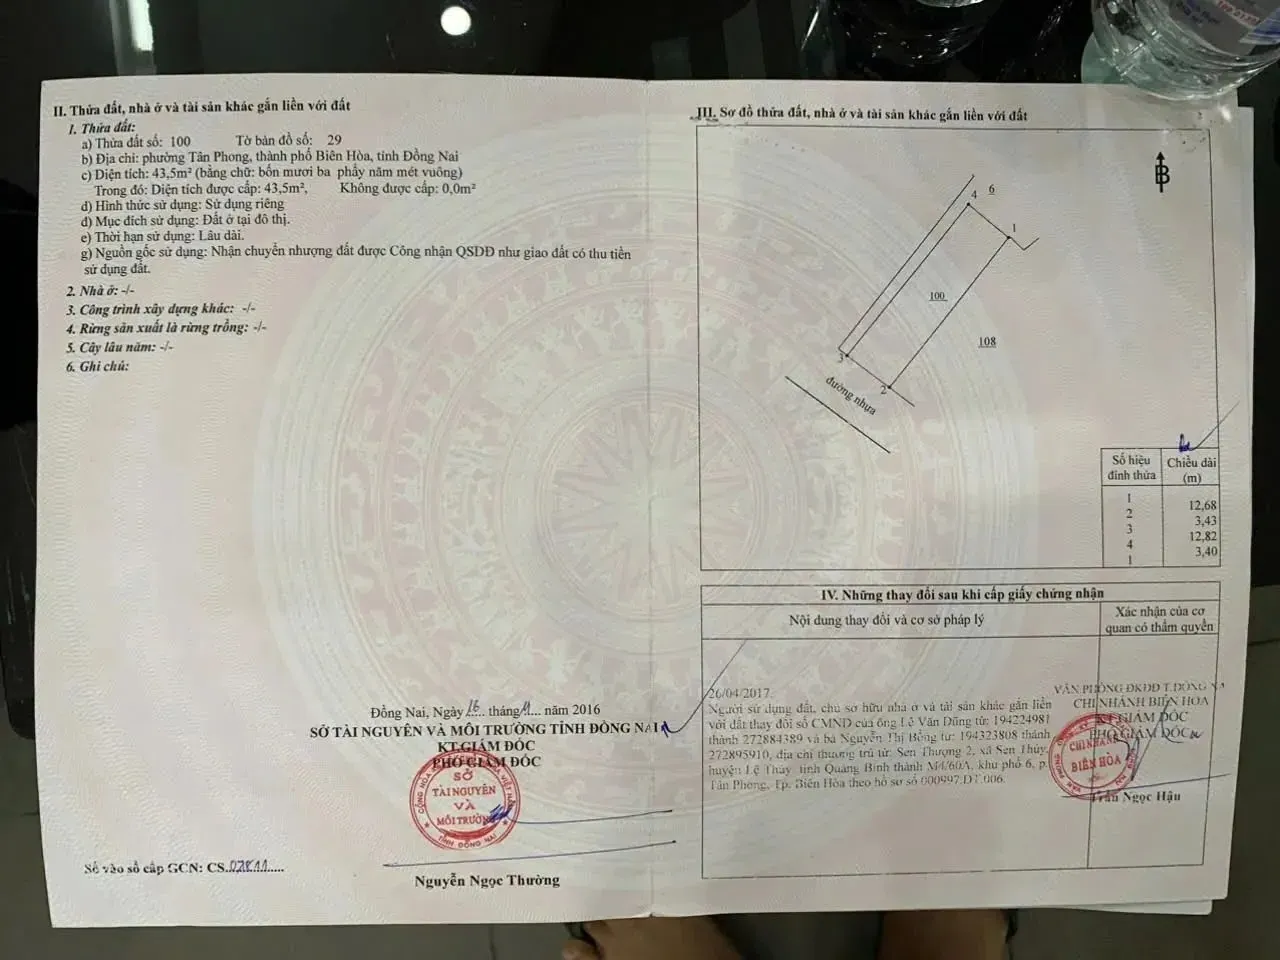 II. Thửa đất, nhà ở và tài sản khác gắn liền với đất
1. Thửa đất:
a) Thửa đất số: 100 Tờ bản đồ số: 29
b) Địa chỉ: phường Tân Phong, thành phố Biên Hòa, tỉnh Đồng Nai
c) Diện tích: 43,5m² (bằng chữ: bốn mươi ba phẩy năm mét vuông)
Trong đó: Diện tích được cấp: 43,5m², Không được cấp: 0,0m²
d) Hình thức sử dụng: Sử dụng riêng
đ) Mục đích sử dụng: Đất ở tại đô thị.
e) Thời hạn sử dụng: Lâu dài.
g) Nguồn gốc sử dụng: Nhận chuyển nhượng đất được Công nhận QSDĐ như giao đất có thu tiền
sử dụng đất.
2. Nhà ở: -/-
3. Công trình xây dựng khác: -/-
4. Rừng sản xuất là rừng trồng: -/-
5. Cây lâu năm: -/-
6. Ghi chú:
Đồng Nai, Ngày 16 tháng 11 năm 2016
SỞ TÀI NGUYÊN VÀ MÔI TRƯỜNG TỈNH ĐỒNG NAI
KT.GIÁM ĐỐC
PHÓ GIÁM ĐỐC
SỞ
TÀI NGUYÊN
VÀ
MÔI TRƯỜNG
TỈNH ĐỒNG NAI
Nguyễn Ngọc Thường
Số vào sổ cấp GCN: CS.07811
III. Sơ đồ thửa đất, nhà ở và tài sản khác gắn liền với đất
B
4 6
1
100
108
3
2
đường nhựa
Số hiệu đỉnh thửa Chiều dài (m)
1
12,68
2
3,43
3
12,82
4
3,40
1
IV. Những thay đổi sau khi cấp giấy chứng nhận
Nội dung thay đổi và cơ sở pháp lý
Xác nhận của cơ
quan có thẩm quyền
26/04/2017.
Người sử dụng đất, chủ sở hữu nhà ở và tài sản khác gắn liền
với đất thay đổi số CMND của ông Lê Văn Dũng từ: 194224981
thành 272884389 và bà Nguyễn Thị Bông từ: 194323808 thành
272895910, địa chỉ thường trú từ: Sen Thượng 2, xã Sen Thủy,
huyện Lệ Thủy, tỉnh Quảng Bình thành M4/60A, khu phố 6, p.
Tân Phong, Tp. Biên Hòa theo hồ sơ số 000997.ĐT.006.
VĂN PHÒNG ĐKĐĐ T.ĐỒNG NAI
CHI NHÁNH BIÊN HÒA
KT.GIÁM ĐỐC
PHÓ GIÁM ĐỐC
CHI NHÁNH
BIÊN HÒA
Trần Ngọc Hậu